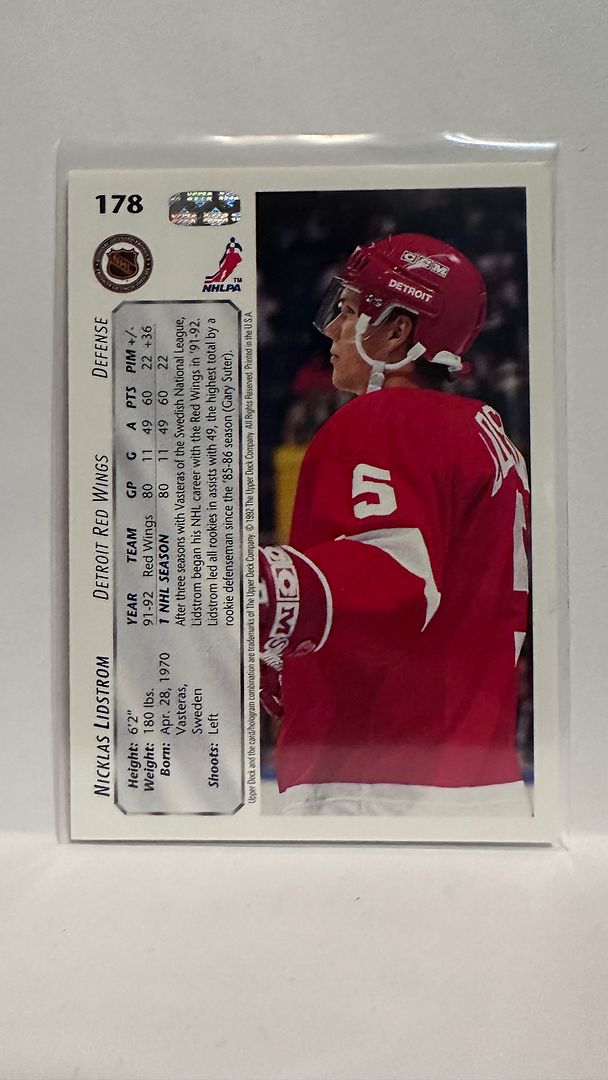 178
UPPER DECK
NHL
NHLPA
TM
NICKLAS LIDSTROM DETROIT RED WINGS DEFENSE
Height: 6'2"
Weight: 180 lbs.
Born: Apr. 28, 1970
Vasteras,
Sweden
Shoots: Left
YEAR TEAM GP G A PTS PIM +/-
91-92 Red Wings 80 11 49 60 22 +36
1 NHL SEASON 80 11 49 60 22
After three seasons with Vasteras of the Swedish National League,
Lidstrom began his NHL career with the Red Wings in '91-92.
Lidstrom led all rookies in assists with 49, the highest total by a
rookie defenseman since the '85-86 season (Gary Suter).
Upper Deck and the card/hologram combination are trademarks of The Upper Deck Company. © 1992 The Upper Deck Company. All Rights Reserved. Printed in the U.S.A.
CCM
DETROIT
5
CCM
5